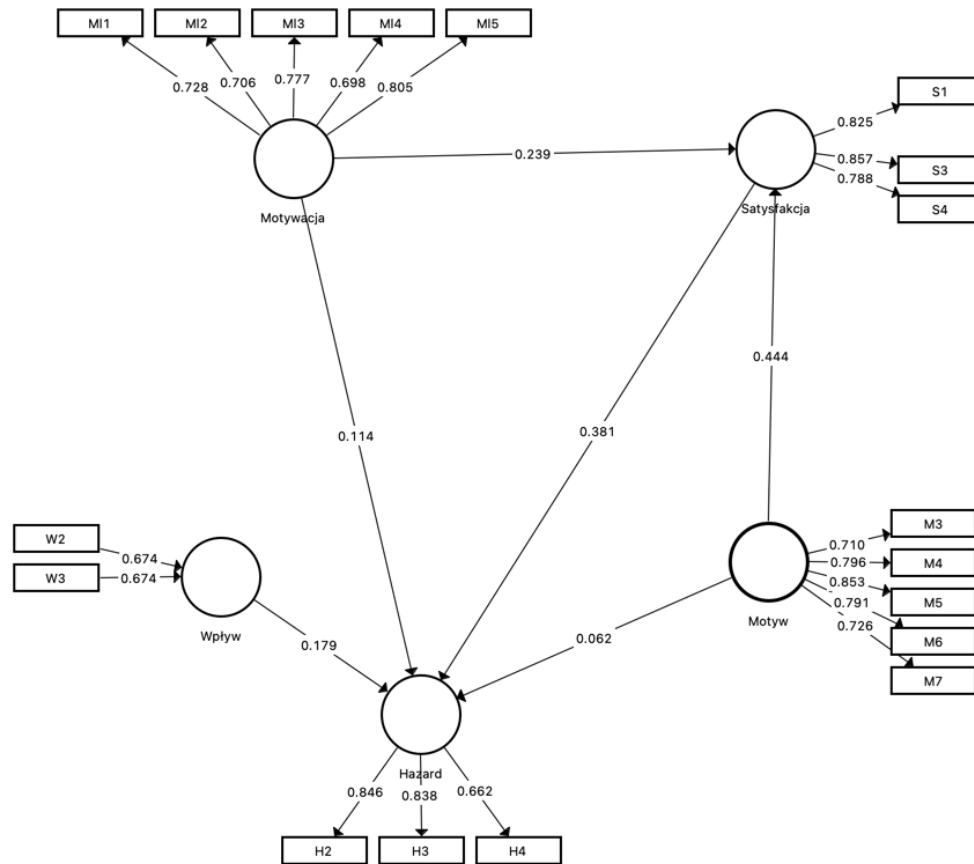 MI1 MI2 MI3 MI4 MI5
0.728 0.706 0.777 0.698 0.805
Motywacja
0.239
Satysfakcja
0.825
0.857
0.788
S1
S3
S4
0.444
0.381
0.114
W2
W3
0.674
0.674
Wpływ
0.179
Motyw
0.710
0.796
0.853
0.791
0.726
M3
M4
M5
M6
M7
0.062
Hazard
0.846 0.838 0.662
H2 H3 H4